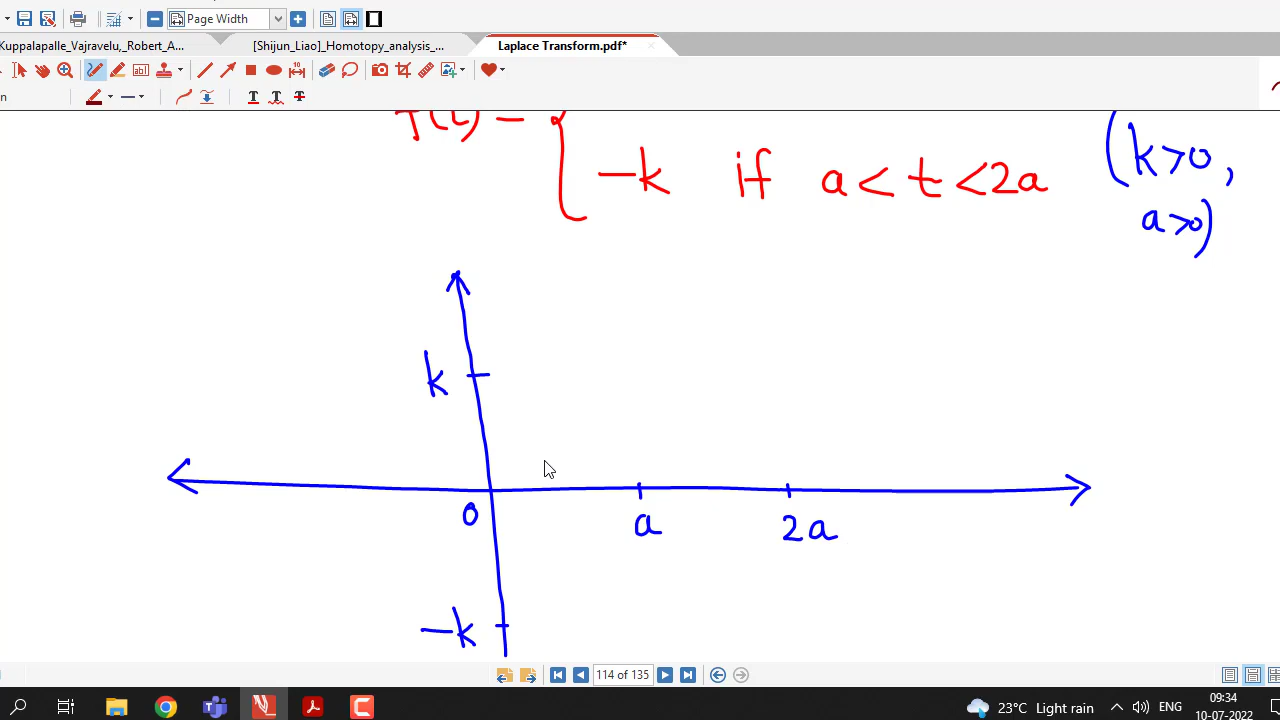 Page Width
Kuppalapalle_Vajravelu,_Robert_A... [Shijun_Liao]_Homotopy_analysis_... Laplace Transform.pdf*
f(t) =
-k if a < t < 2a
(k>0,
a>0)
k
0 a 2a
-k
114 of 135
23°C Light rain ENG 09:34
10-07-2022